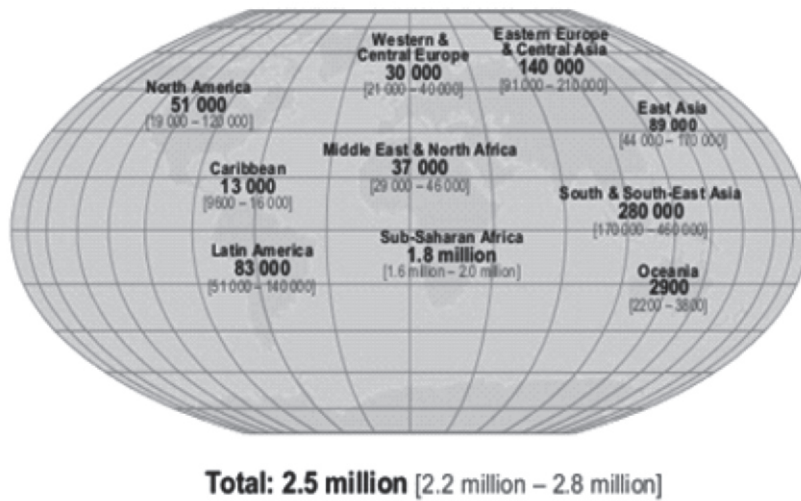 Western &
Central Europe
30 000
[21 000 – 40 000]
Eastern Europe
& Central Asia
140 000
[91 000 – 210 000]
North America
51 000
[19 000 – 120 000]
East Asia
89 000
[44 000 – 170 000]
Middle East & North Africa
37 000
[29 000 – 46 000]
Caribbean
13 000
[9600 – 16 000]
South & South-East Asia
280 000
[170 000 – 460 000]
Sub-Saharan Africa
1.8 million
[1.6 million – 2.0 million]
Latin America
83 000
[51 000 – 140 000]
Oceania
2900
[2200 – 3800]
Total: 2.5 million [2.2 million – 2.8 million]